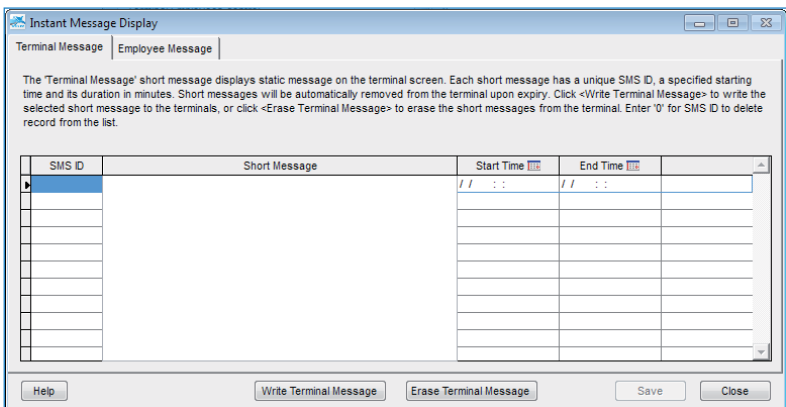 Instant Message Display
Terminal Message Employee Message
The 'Terminal Message' short message displays static message on the terminal screen. Each short message has a unique SMS ID, a specified starting
time and its duration in minutes. Short messages will be automatically removed from the terminal upon expiry. Click <Write Terminal Message> to write the
selected short message to the terminals, or click <Erase Terminal Message> to erase the short messages from the terminal. Enter '0' for SMS ID to delete
record from the list.
SMS ID Short Message Start Time End Time
/ / : : / / : :
Help Write Terminal Message Erase Terminal Message Save Close